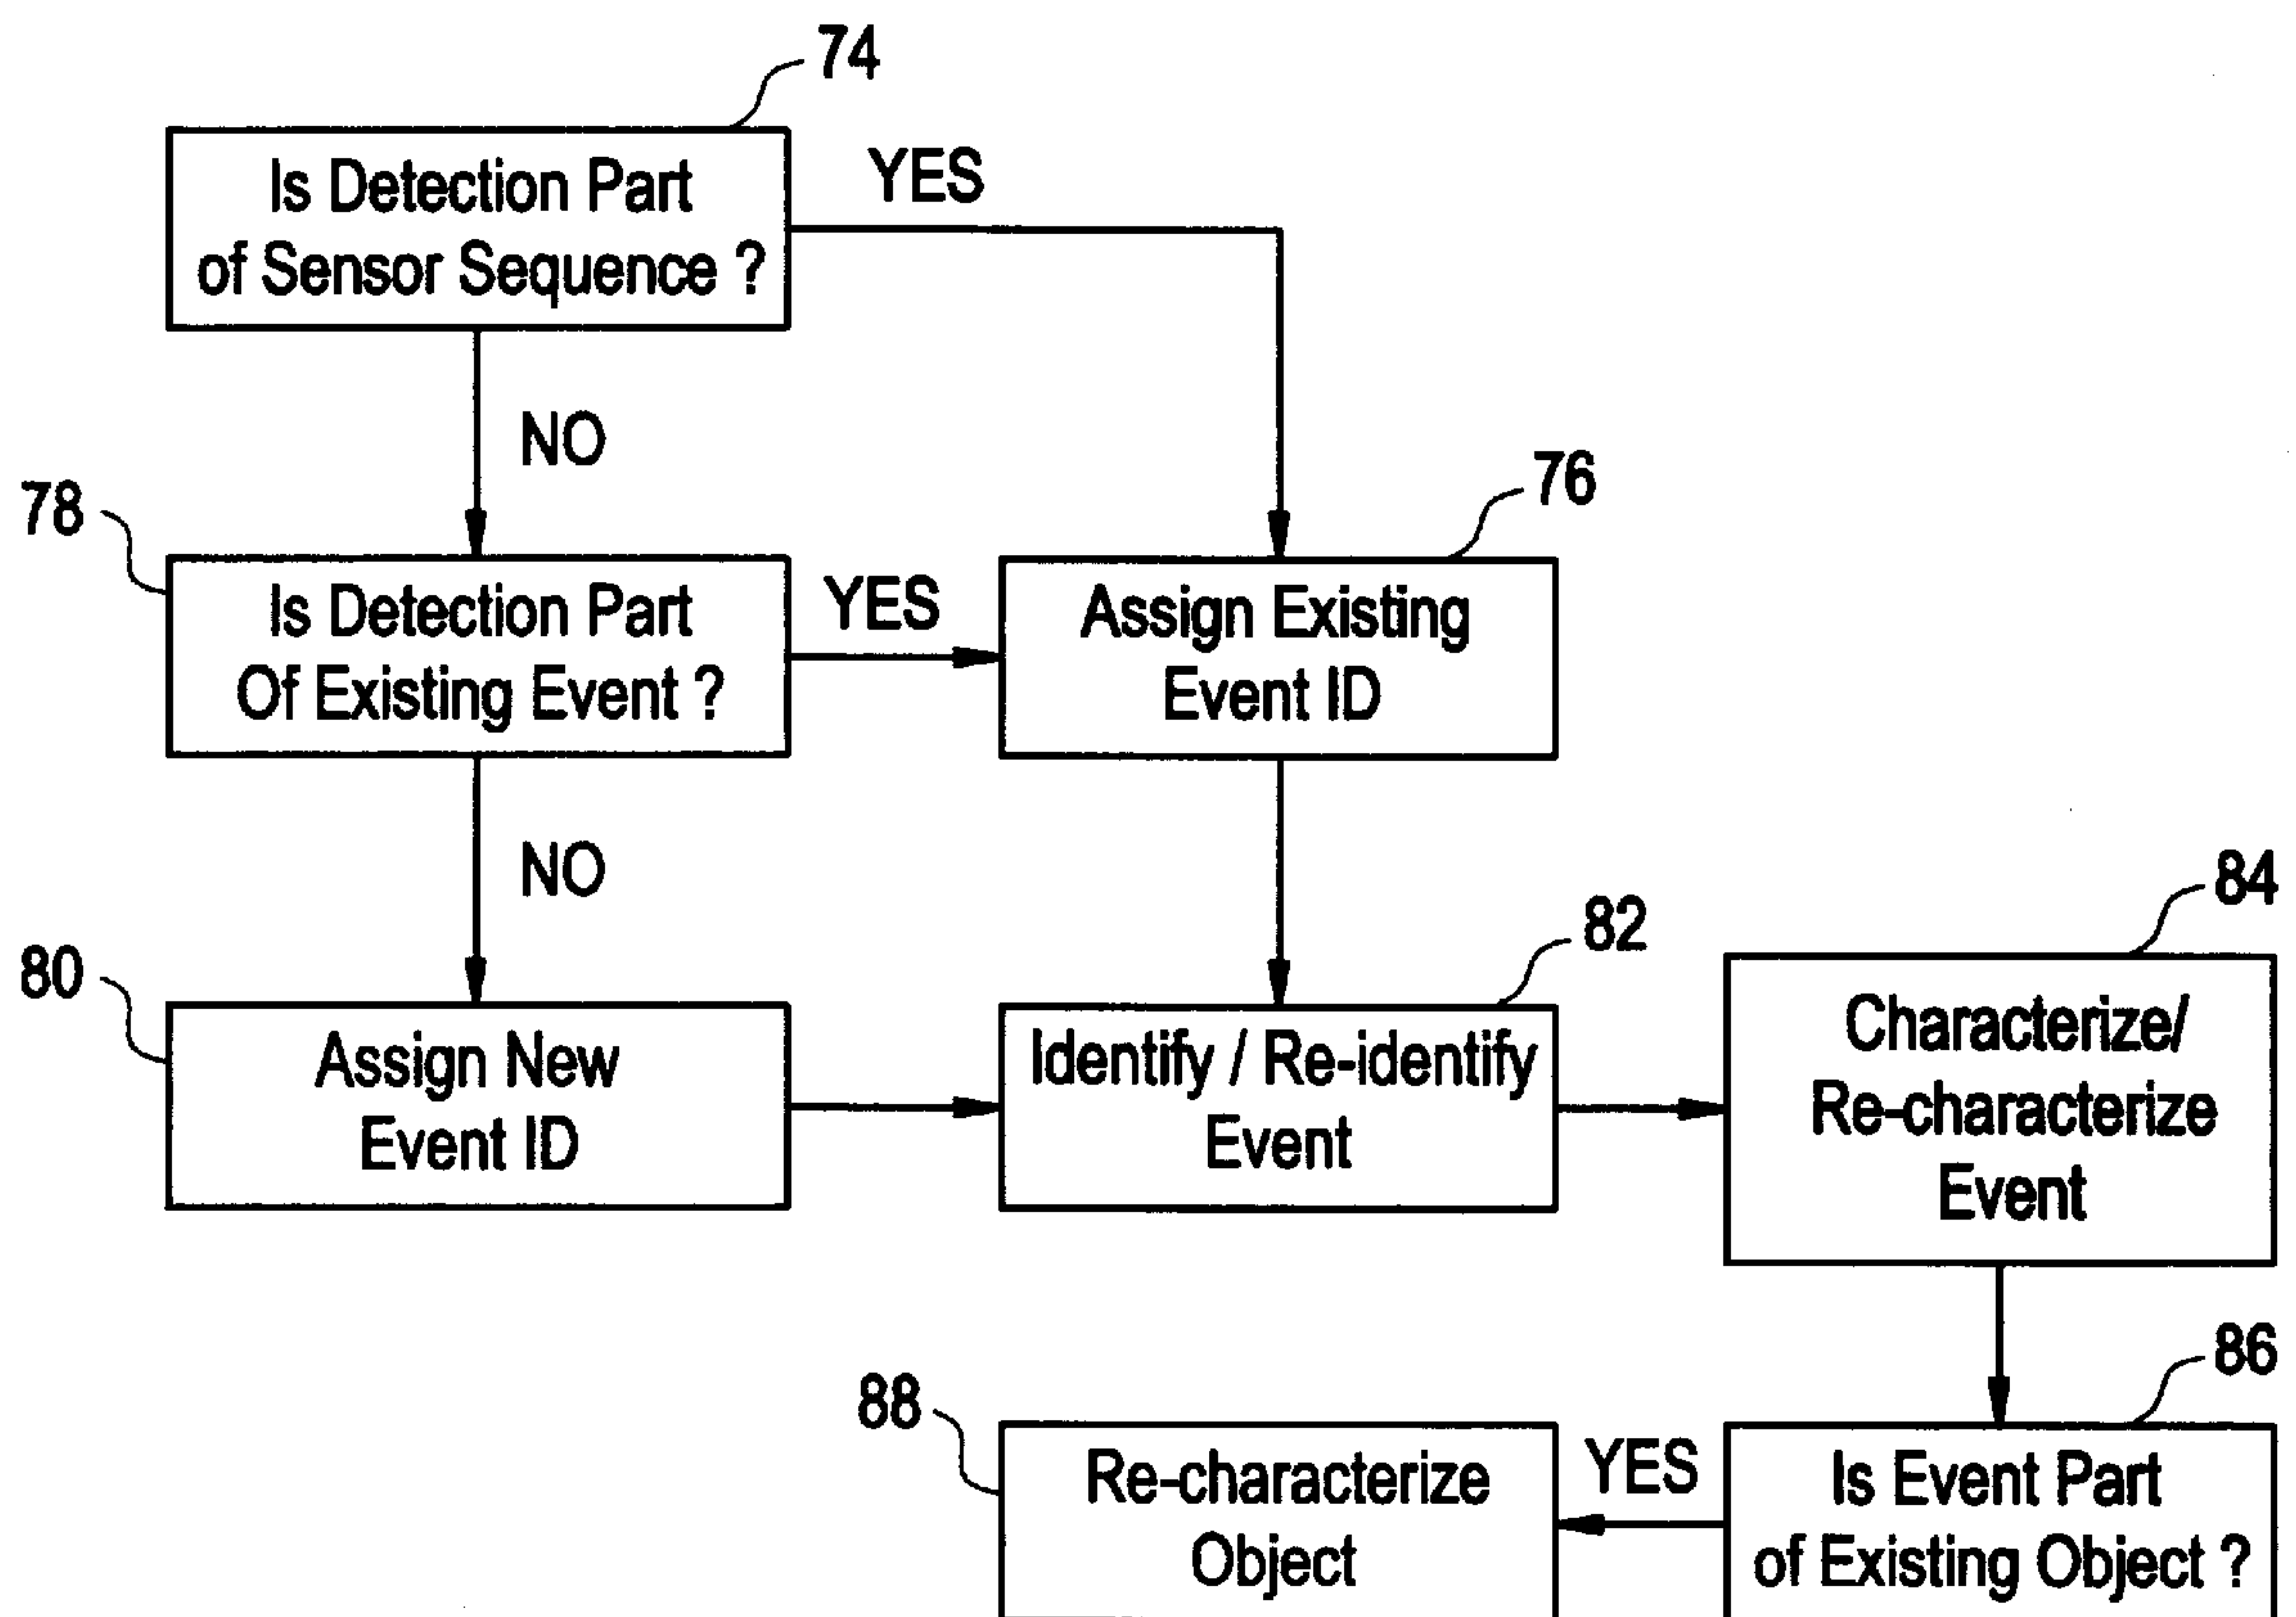 74
Is Detection Part
of Sensor Sequence ?
YES
NO
78
Is Detection Part
Of Existing Event ?
YES
76
Assign Existing
Event ID
NO
80
Assign New
Event ID
82
Identify / Re-identify
Event
84
Characterize/
Re-characterize
Event
86
Is Event Part
of Existing Object ?
YES
88
Re-characterize
Object